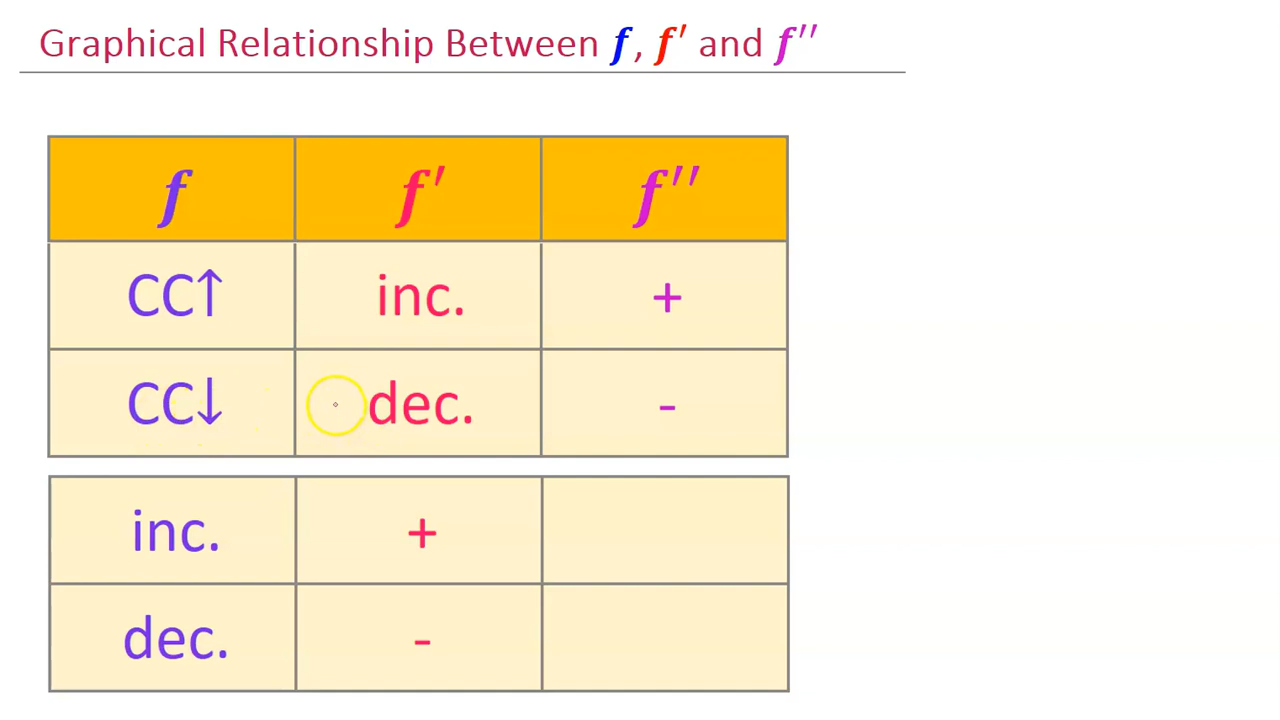 Graphical Relationship Between f, f′ and f′′
f f′ f′′
CC↑ inc. +
CC↓ dec. -
inc. +
dec. -